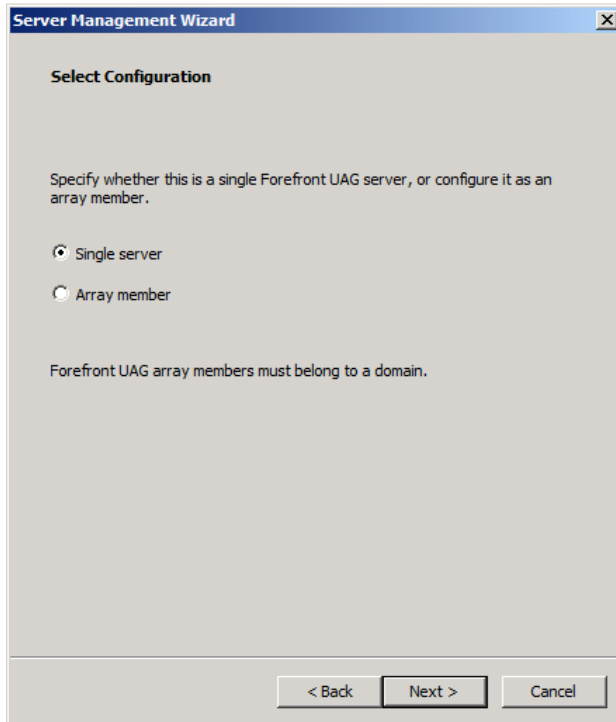 Server Management Wizard
Select Configuration
Specify whether this is a single Forefront UAG server, or configure it as an
array member.
Single server
Array member
Forefront UAG array members must belong to a domain.
< Back Next > Cancel